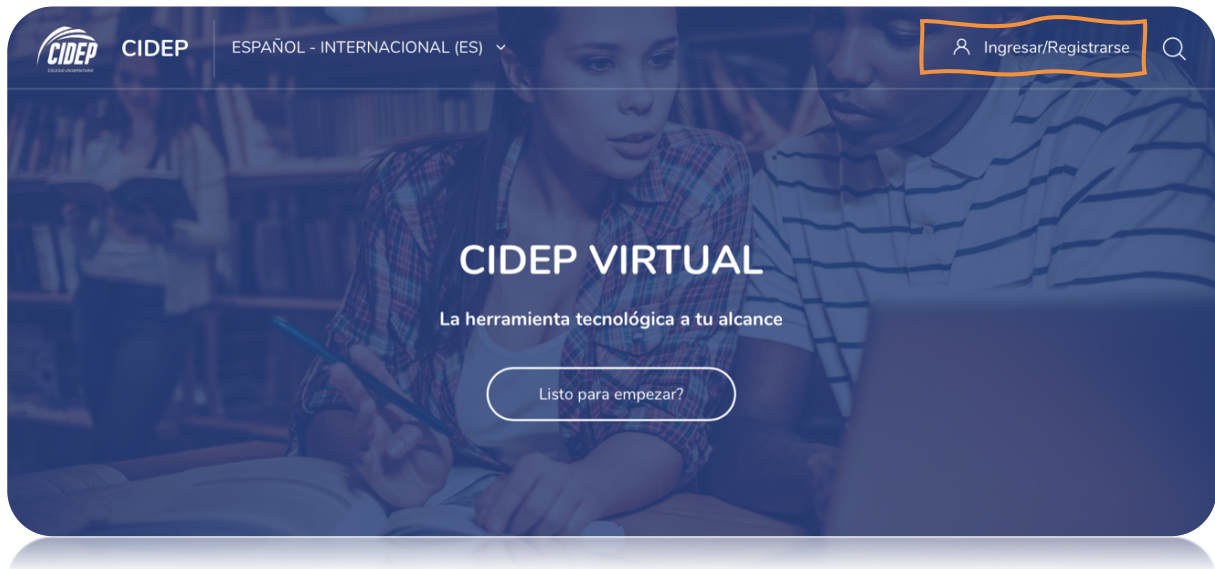 CIDEP
CIDEP
ESPAÑOL - INTERNACIONAL (ES)
Ingresar/Registrarse
CIDEP VIRTUAL
La herramienta tecnológica a tu alcance
Listo para empezar?